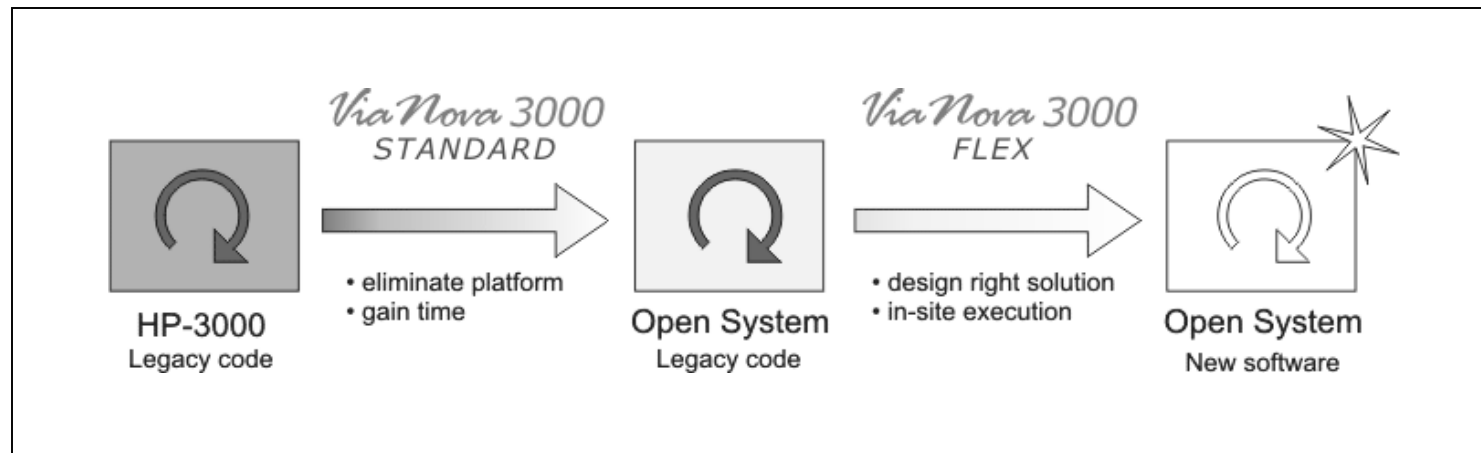 ViaNova 3000
STANDARD
ViaNova 3000
FLEX
• eliminate platform
• gain time
• design right solution
• in-site execution
HP-3000
Legacy code
Open System
Legacy code
Open System
New software